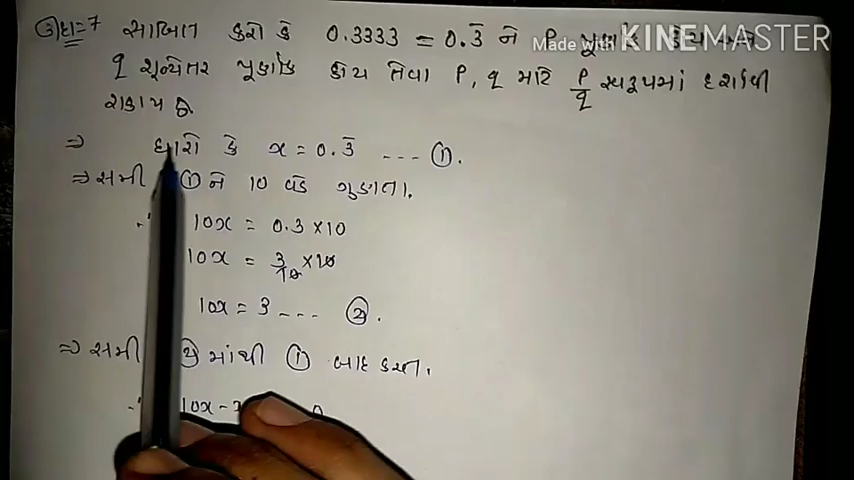 ઉદા=7 સાબિત કરો કે 0.3333 = 0.3̅ ને P પૂર્ણાંક
Made with KINEMASTER
q શૂન્યેતર પૂર્ણાંક હોય તેવા P, q માટે P/q સ્વરૂપમાં દર્શાવી
શકાય છે.
⇒ ધારો કે x = 0.3̅ ... ①.
⇒ સમી ① ને 10 વડે ગુણતા.
∴ 10x = 0.3 × 10
10x = 3/10 × 10
10x = 3 ... ②.
⇒ સમી ② માંથી ① બાદ કરતા.
∴ 10x -